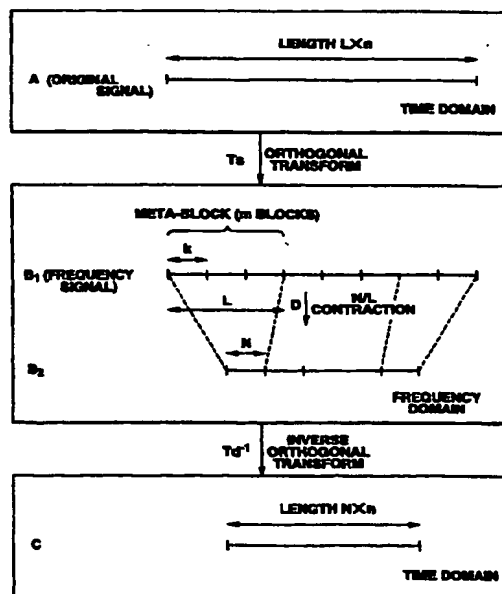 LENGTH L×n
A (ORIGINAL
SIGNAL)
TIME DOMAIN
Ts
ORTHOGONAL
TRANSFORM
META-BLOCK (m BLOCKS)
k
B1 (FREQUENCY
SIGNAL)
L
D
N/L
CONTRACTION
N
B2
FREQUENCY
DOMAIN
Td-1
INVERSE
ORTHOGONAL
TRANSFORM
LENGTH N×n
C
TIME DOMAIN